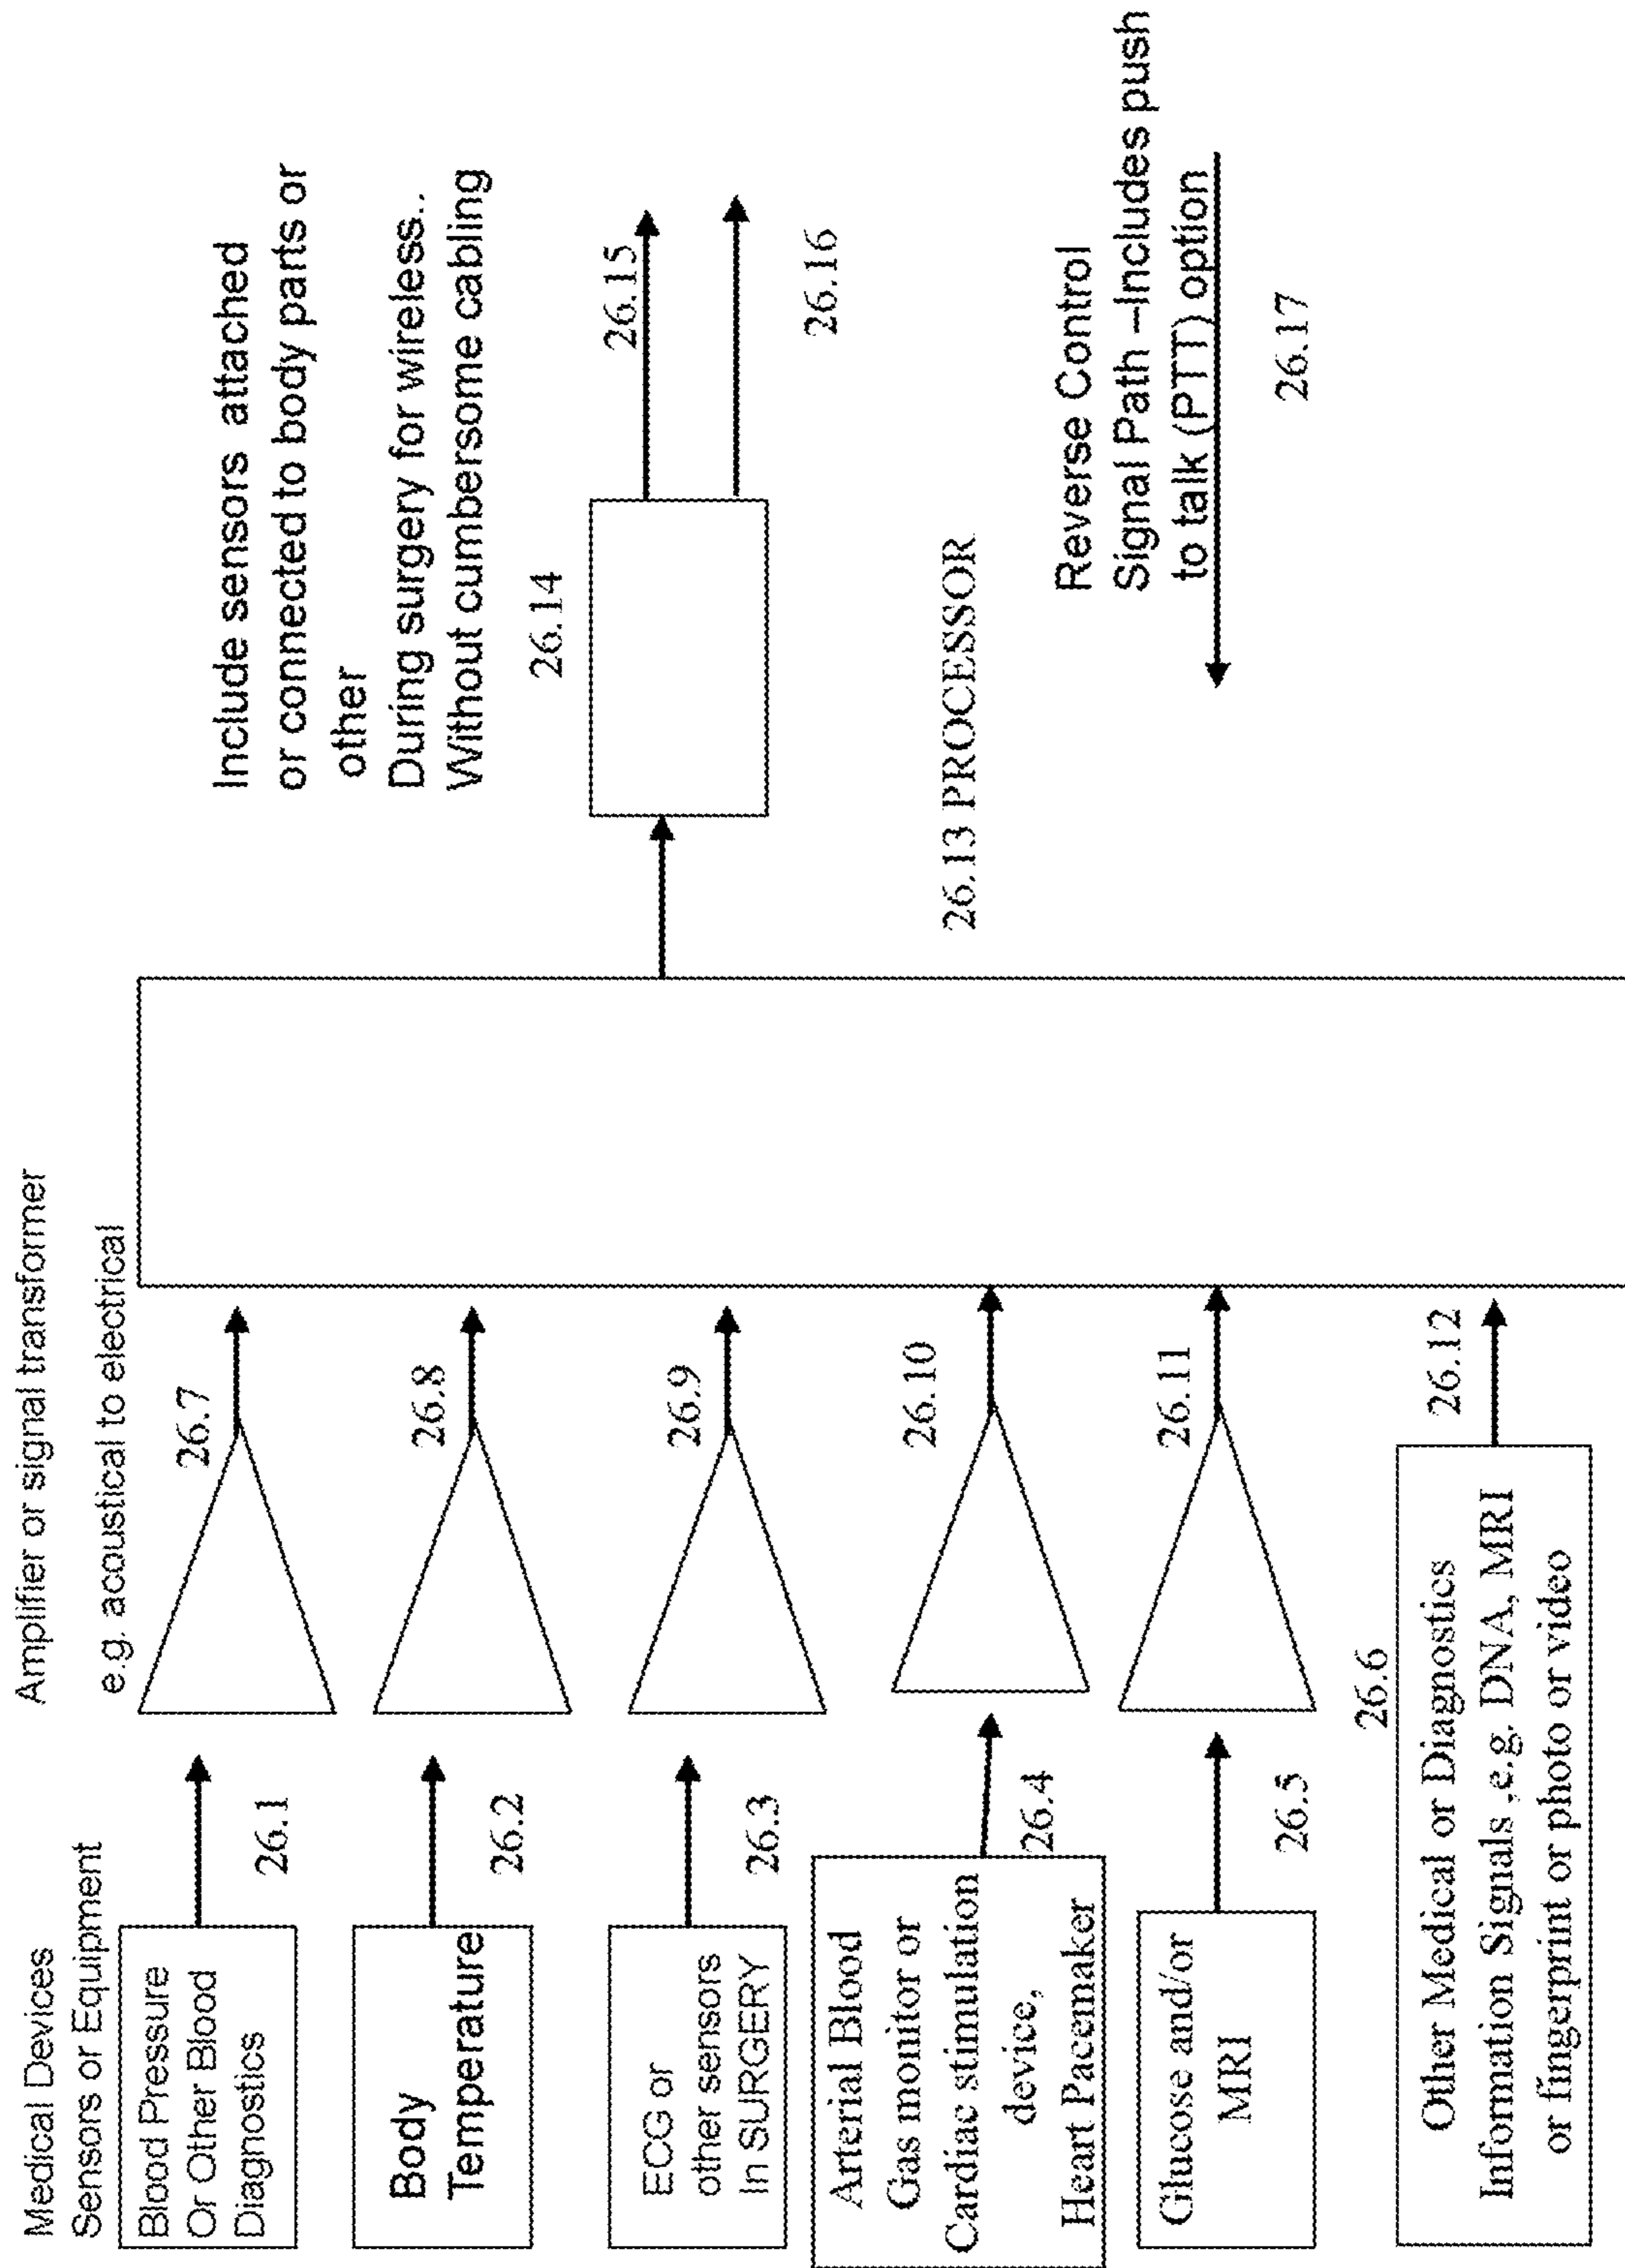 Medical Devices
Sensors or Equipment
Amplifier or signal transformer
e.g. acoustical to electrical
Blood Pressure
Or Other Blood
Diagnostics
26.1
26.7
Body
Temperature
26.2
26.8
ECG or
other sensors
In SURGERY
26.3
26.9
Arterial Blood
Gas monitor or
Cardiac stimulation
device,
Heart Pacemaker
26.4
26.10
Glucose and/or
MRI
26.5
26.11
26.6
Other Medical or Diagnostics
Information Signals ,e.g. DNA, MRI
or fingerprint or photo or video
26.12
26.13 PROCESSOR
Include sensors attached
or connected to body parts or
other
During surgery for wireless..
Without cumbersome cabling
26.14
26.15
26.16
Reverse Control
Signal Path –Includes push
to talk (PTT) option
26.17